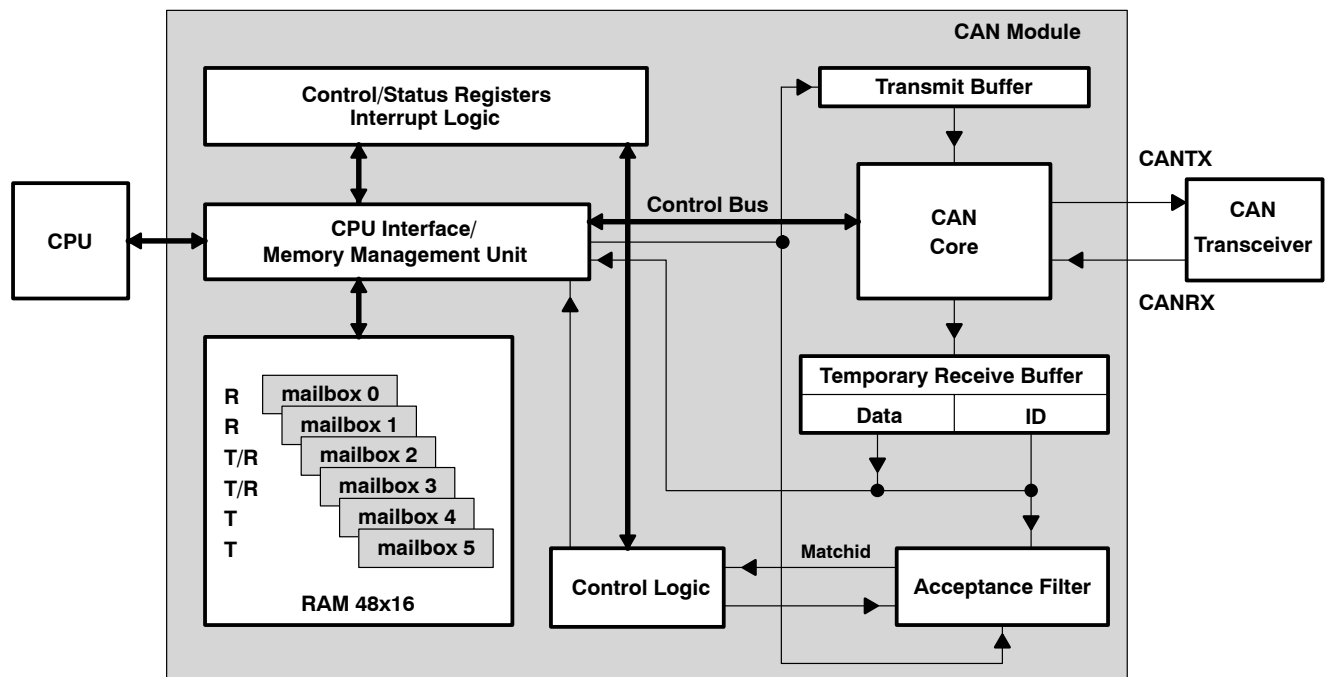 CAN Module
Control/Status Registers
Interrupt Logic
Transmit Buffer
CANTX
CPU
CPU Interface/
Memory Management Unit
Control Bus
CAN
Core
CAN
Transceiver
CANRX
Temporary Receive Buffer
Data
ID
R
mailbox 0
R
mailbox 1
T/R
mailbox 2
T/R
mailbox 3
T
mailbox 4
T
mailbox 5
RAM 48x16
Control Logic
Matchid
Acceptance Filter